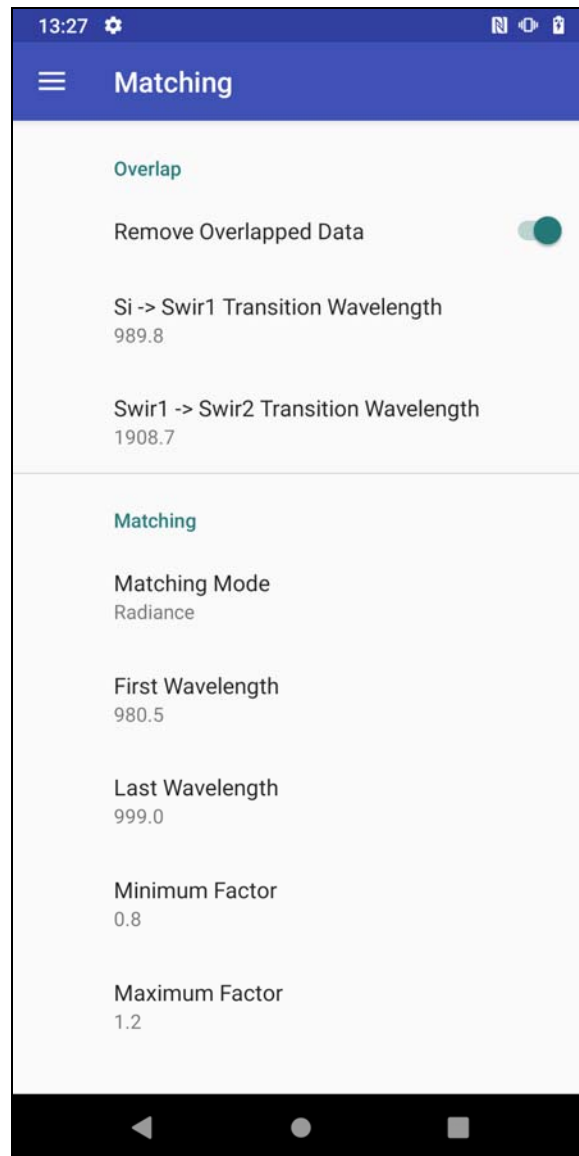 13:27
Matching
Overlap
Remove Overlapped Data
Si -> Swir1 Transition Wavelength
989.8
Swir1 -> Swir2 Transition Wavelength
1908.7
Matching
Matching Mode
Radiance
First Wavelength
980.5
Last Wavelength
999.0
Minimum Factor
0.8
Maximum Factor
1.2